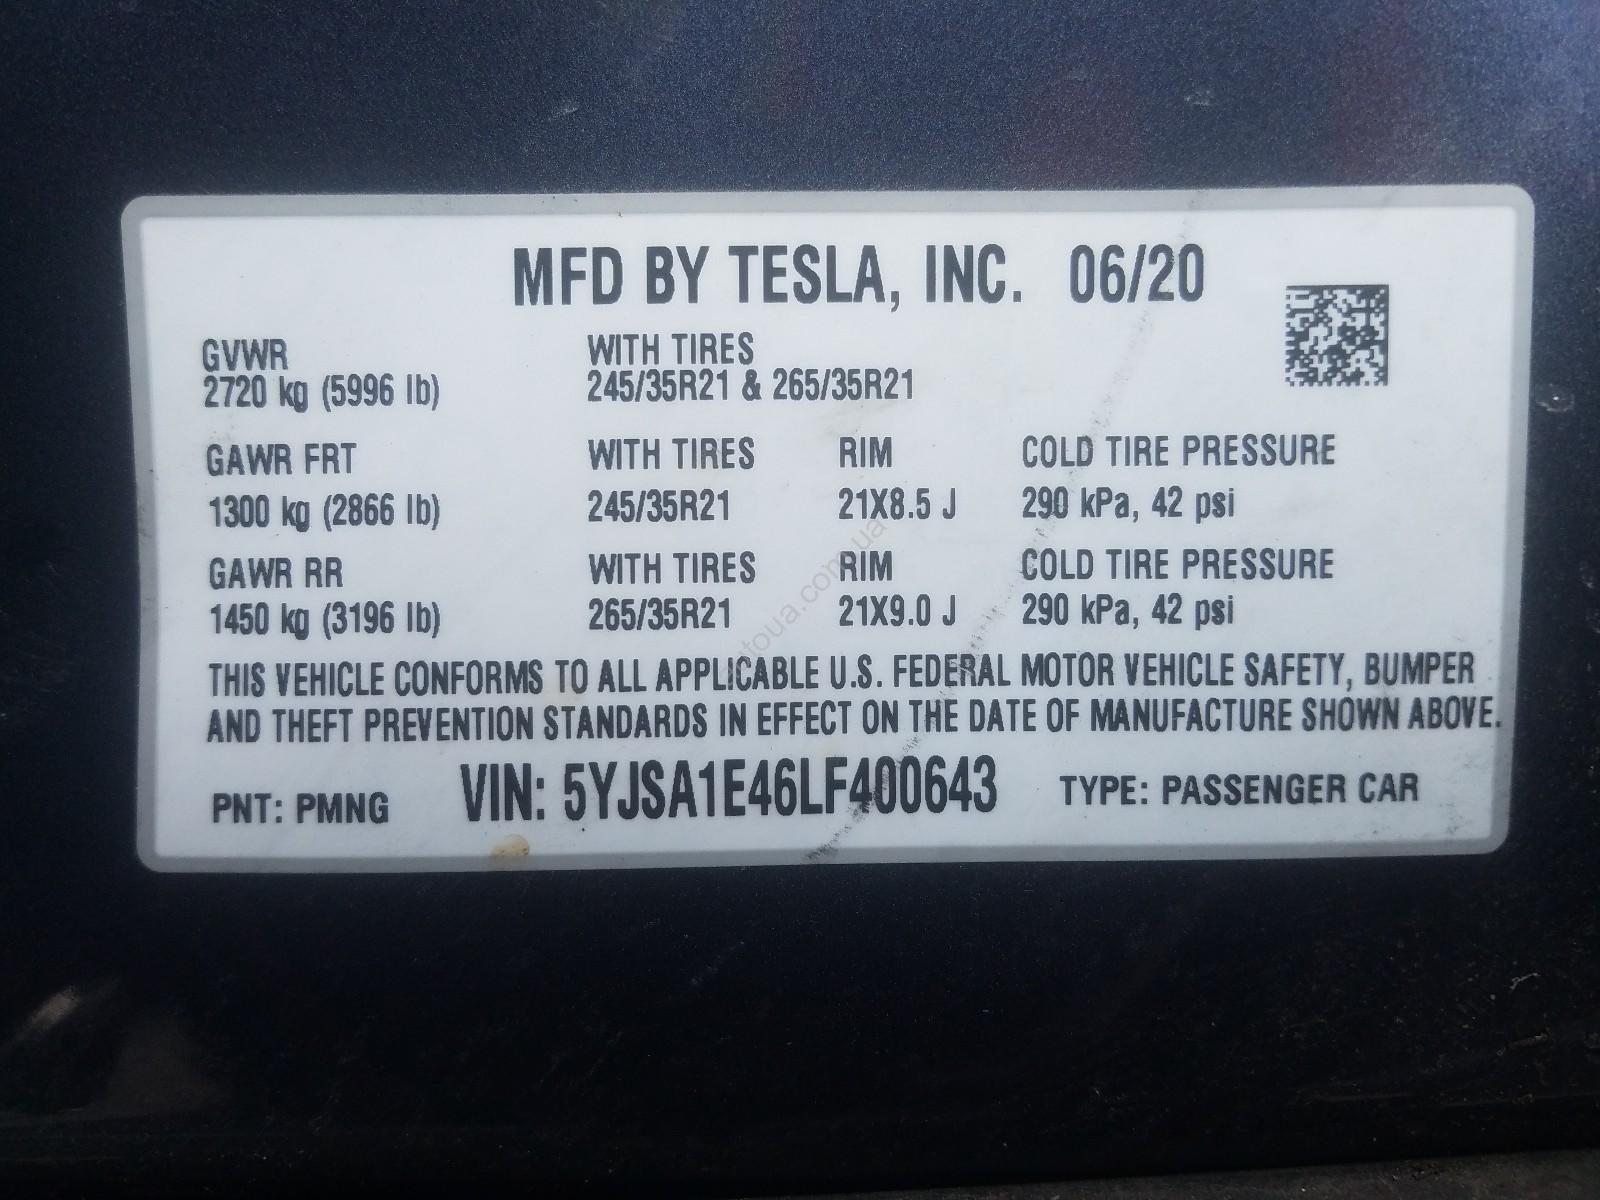 MFD BY TESLA, INC. 06/20
GVWR WITH TIRES
2720 kg (5996 lb) 245/35R21 & 265/35R21
GAWR FRT WITH TIRES RIM COLD TIRE PRESSURE
1300 kg (2866 lb) 245/35R21 21X8.5 J 290 kPa, 42 psi
GAWR RR WITH TIRES RIM COLD TIRE PRESSURE
1450 kg (3196 lb) 265/35R21 21X9.0 J 290 kPa, 42 psi
THIS VEHICLE CONFORMS TO ALL APPLICABLE U.S. FEDERAL MOTOR VEHICLE SAFETY, BUMPER
AND THEFT PREVENTION STANDARDS IN EFFECT ON THE DATE OF MANUFACTURE SHOWN ABOVE.
PNT: PMNG VIN: 5YJSA1E46LF400643 TYPE: PASSENGER CAR